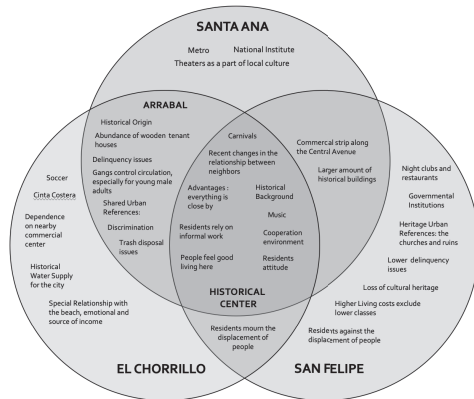 SANTA ANA
Metro
National Institute
Theaters as a part of local culture
ARRABAL
Historical Origin
Abundance of wooden tenant
houses
Delinquency issues
Gangs control circulation,
especially for young male
adults
Shared Urban
References:
Discrimination
Trash disposal
issues
Carnivals
Recent changes in the
relationship between
neighbors
Advantages :
everything is
close by
Historical
Background
Music
Residents rely on
informal work
Cooperation
environment
People feel good
living here
Residents
attitude
HISTORICAL
CENTER
Commercal strip along
the Central Avenue
Larger amount of
historical buildings
Soccer
Cinta Costera
Dependence
on nearby
commercial
center
Historical
Water Supply
for the city
Special Relationship with
the beach, emotional and
source of income
EL CHORRILLO
Residents mourn the
displacement of
people
Night clubs and
restaurants
Governmental
Institutions
Heritage Urban
References: the
churches and ruins
Lower delinquency
issues
Loss of cultural heritage
Higher Living costs exclude
lower classes
Residents against the
displacement of people
SAN FELIPE